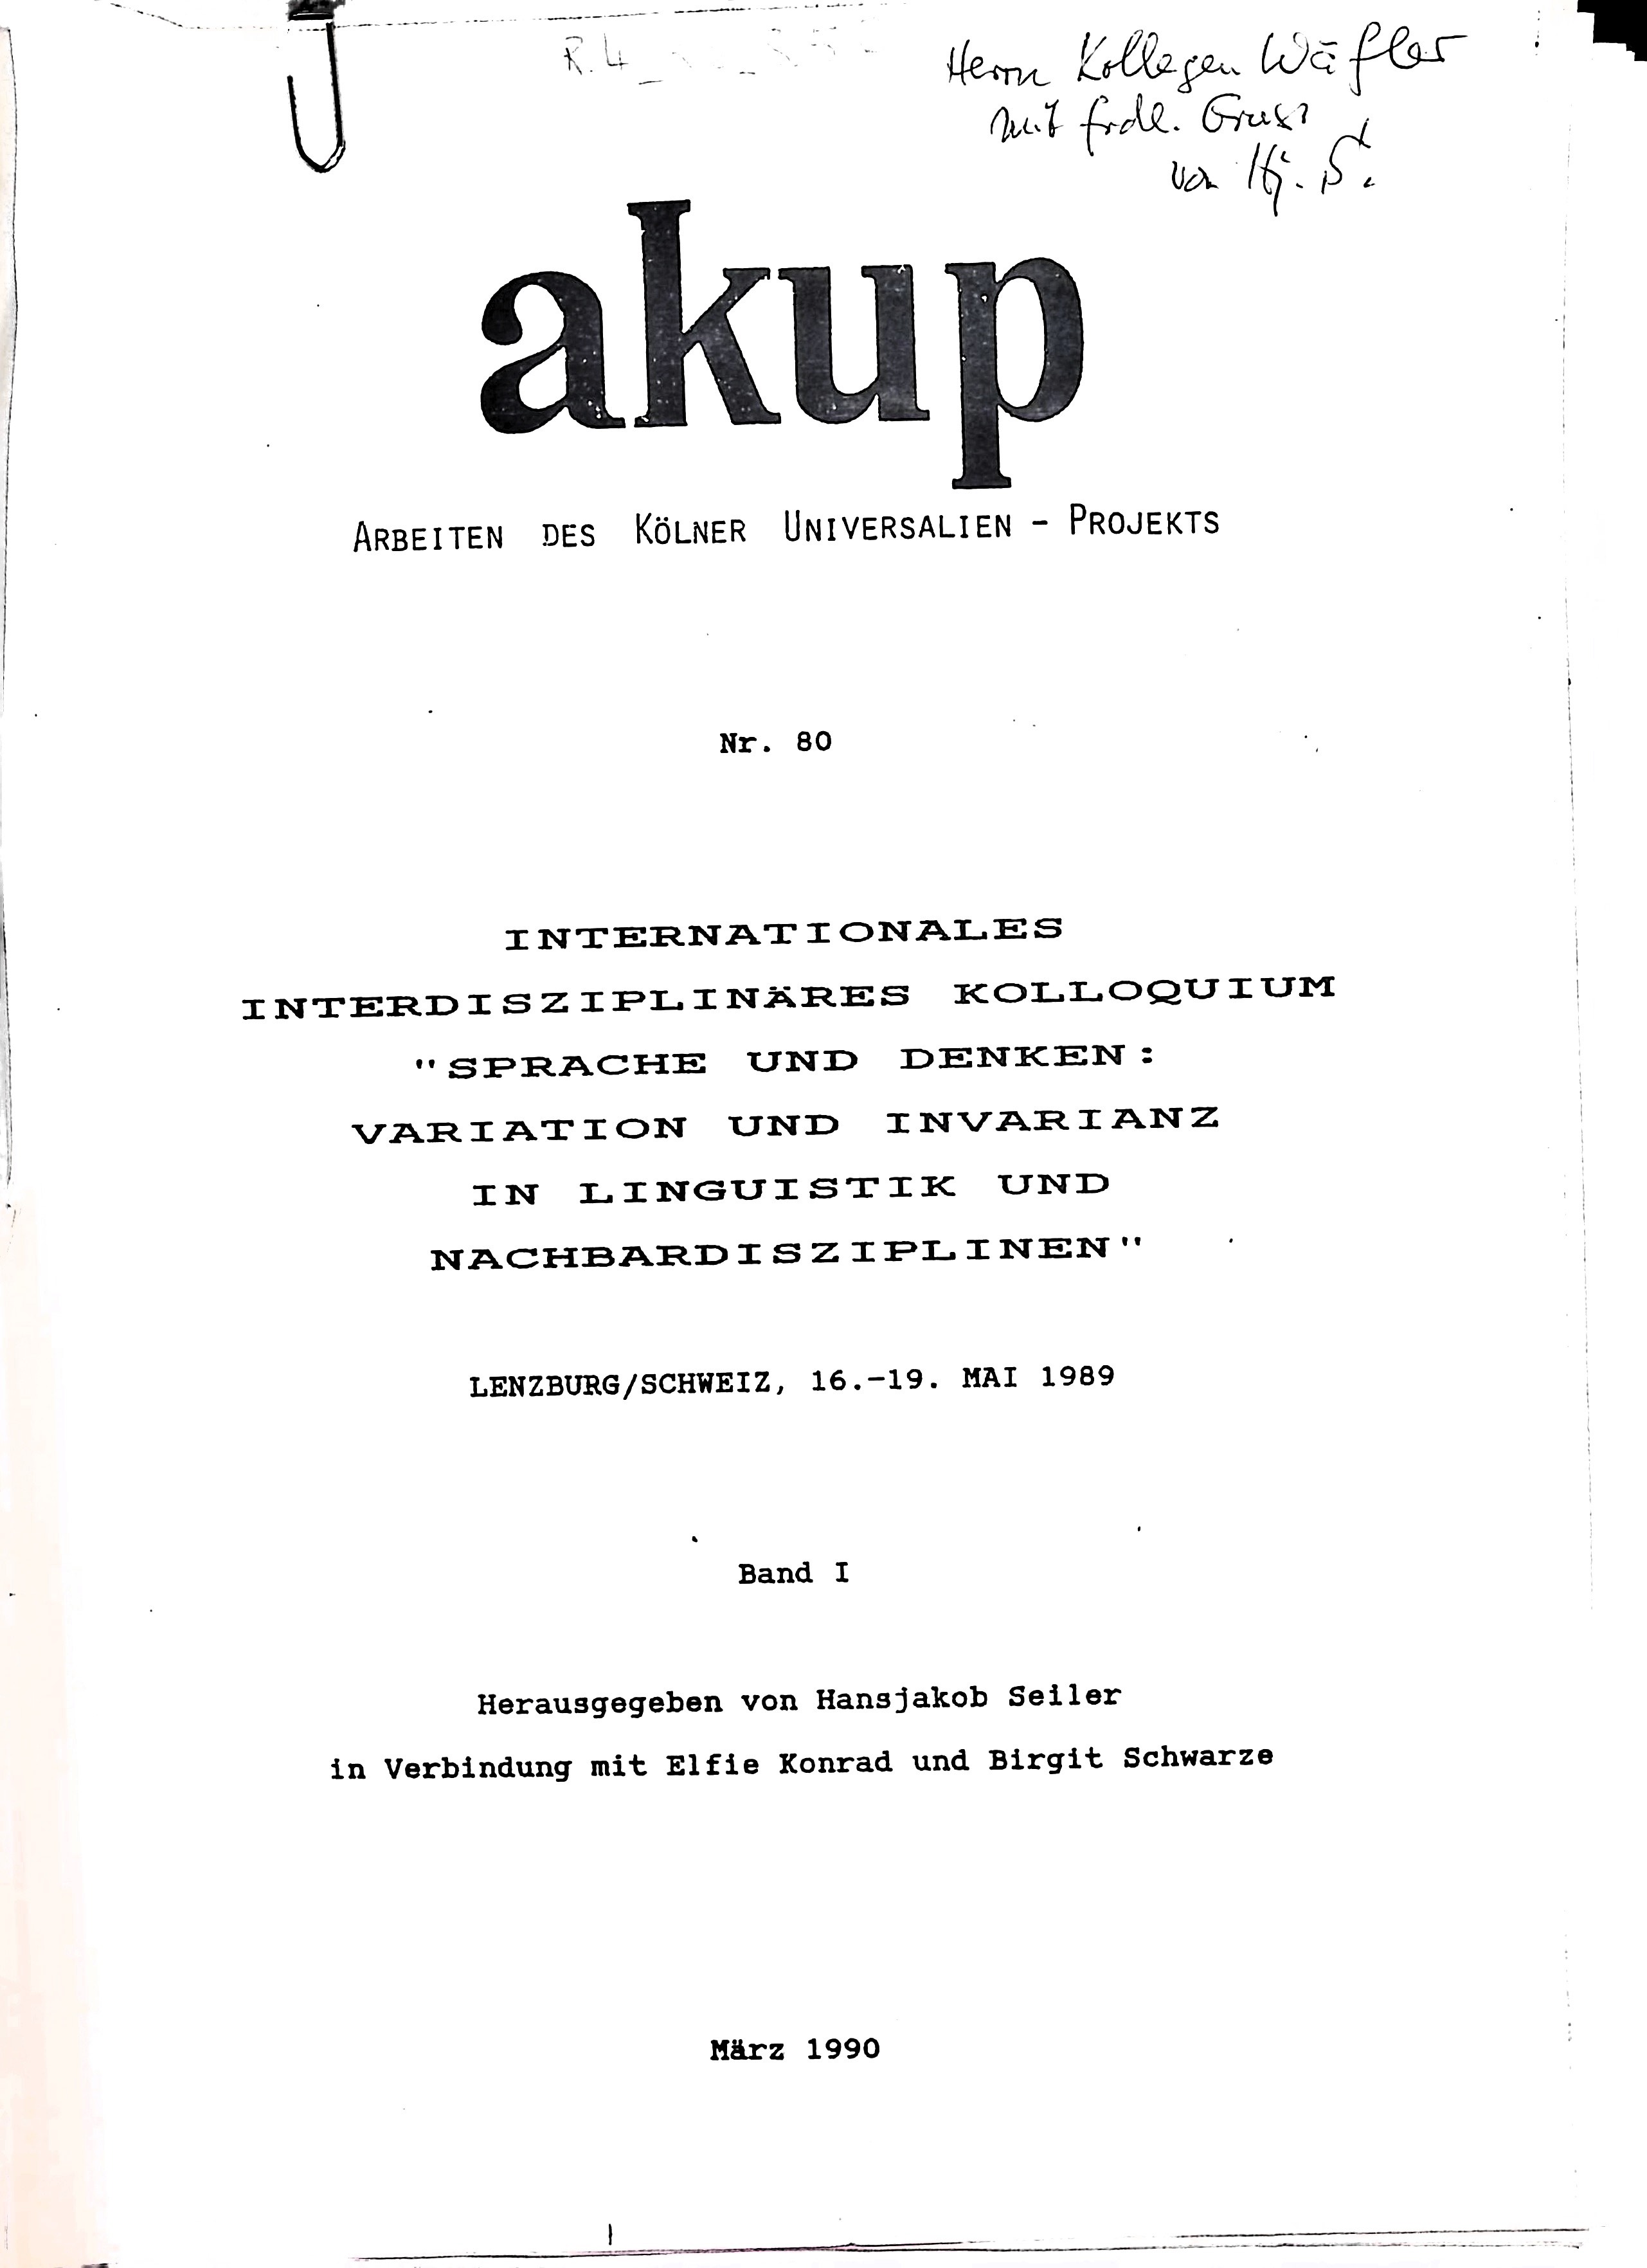 R.4
Herrn Kollegen Wäfler
mit frdl. Gruss
von Hj. S.
akup
ARBEITEN DES KÖLNER UNIVERSALIEN - PROJEKTS
Nr. 80
INTERNATIONALES
INTERDISZIPLINÄRES KOLLOQUIUM
"SPRACHE UND DENKEN:
VARIATION UND INVARIANZ
IN LINGUISTIK UND
NACHBARDISZIPLINEN"
LENZBURG/SCHWEIZ, 16.-19. MAI 1989
Band I
Herausgegeben von Hansjakob Seiler
in Verbindung mit Elfie Konrad und Birgit Schwarze
März 1990